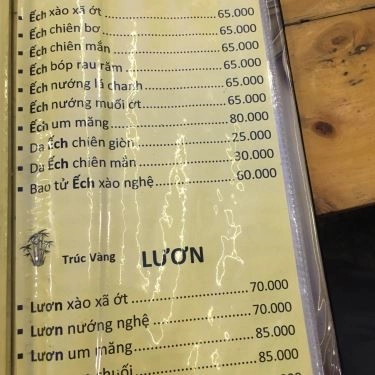 Ếch xào xã ớt 65.000
Ếch chiên bơ 65.000
Ếch chiên mắn 65.000
Ếch bóp rau răm 65.000
Ếch nướng lá chanh 65.000
Ếch nướng muối ớt 65.000
Ếch um măng 80.000
Da Ếch chiên giòn 25.000
Da Ếch chiên mắn 30.000
Bao tử Ếch xào nghệ 60.000
Trúc Vàng LƯƠN
Lươn xào xã ớt 70.000
Lươn nướng nghệ 70.000
Lươn um măng 85.000
chuối 85.000